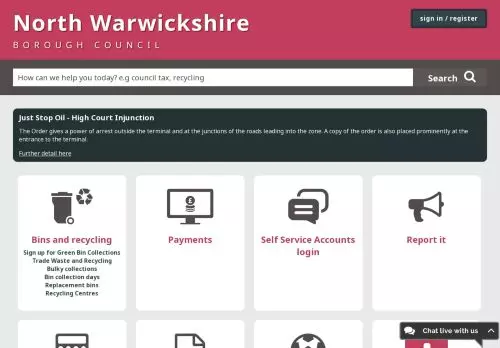 North Warwickshire
BOROUGH COUNCIL
sign in / register
How can we help you today? e.g council tax, recycling
Search
Just Stop Oil - High Court Injunction
The Order gives a power of arrest outside the terminal and at the junctions of the roads leading into the zone. A copy of the order is also placed prominently at the
entrance to the terminal.
Further detail here
Bins and recycling
Sign up for Green Bin Collections
Trade Waste and Recycling
Bulky collections
Bin collection days
Replacement bins
Recycling Centres
Payments
Self Service Accounts
login
Report it
Chat live with us